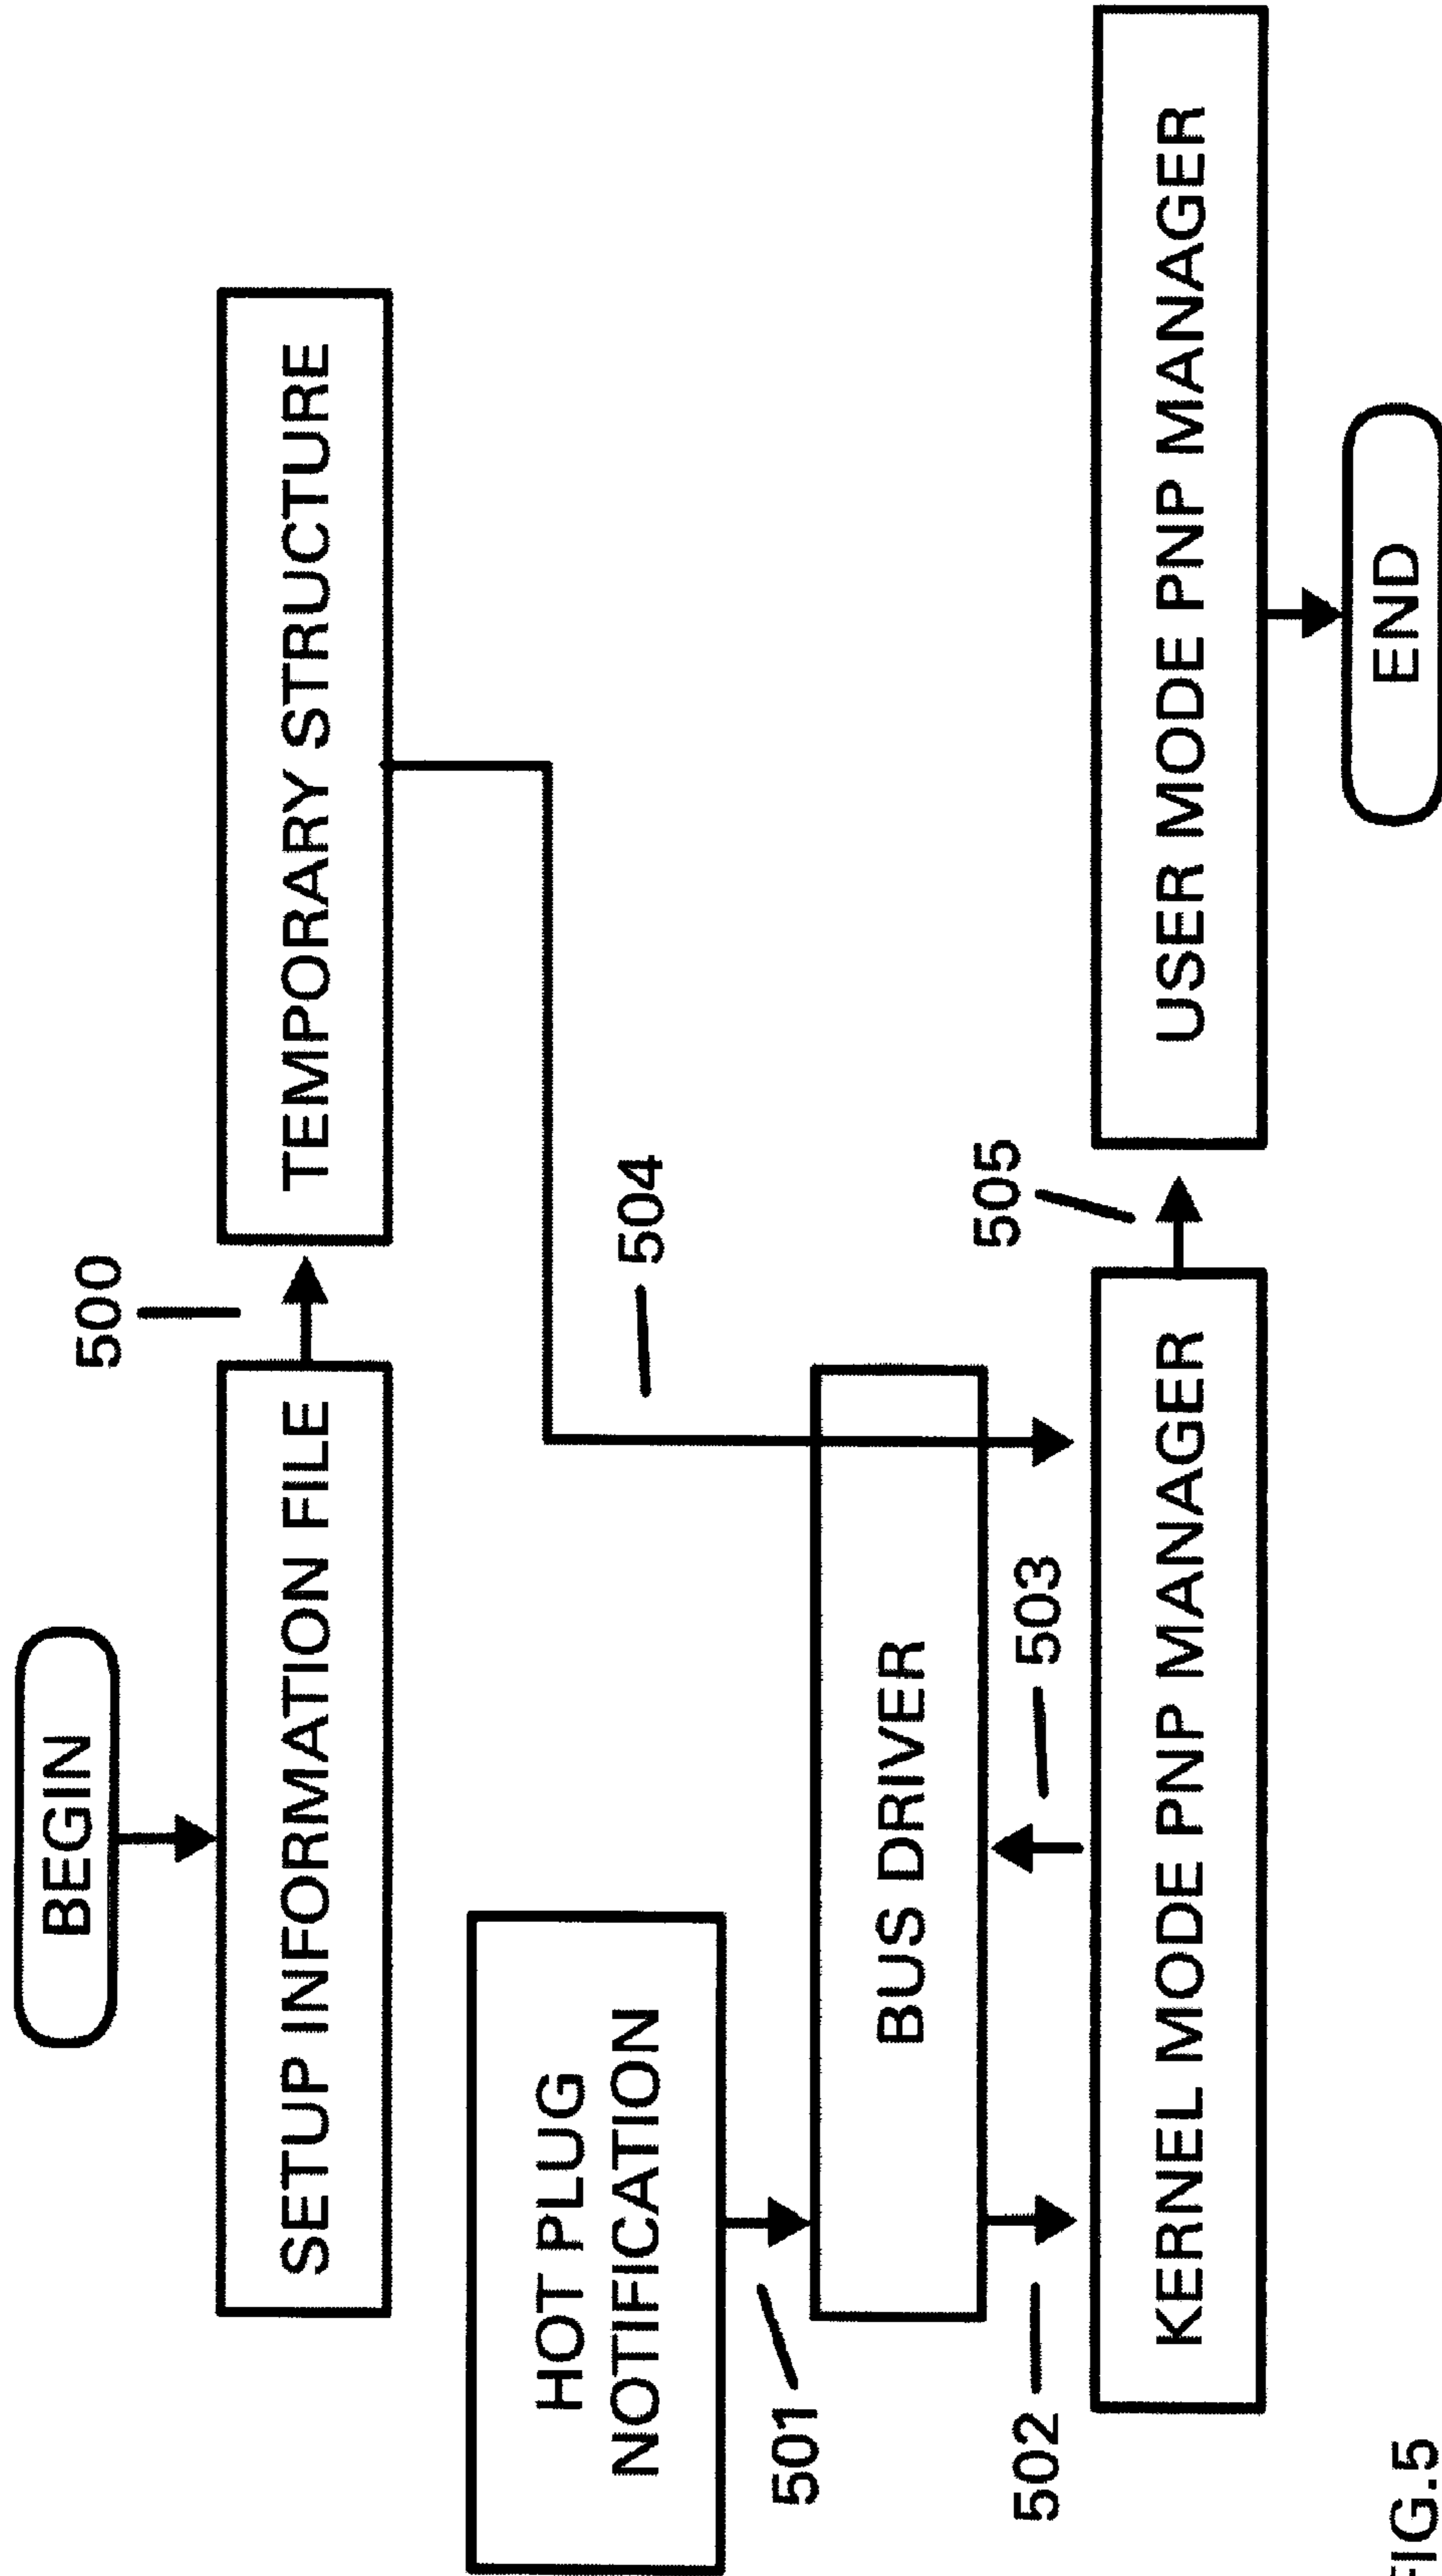 BEGIN
SETUP INFORMATION FILE
500
TEMPORARY STRUCTURE
HOT PLUG
NOTIFICATION
504
501
BUS DRIVER
502
503
505
KERNEL MODE PNP MANAGER
USER MODE PNP MANAGER
END
FIG.5